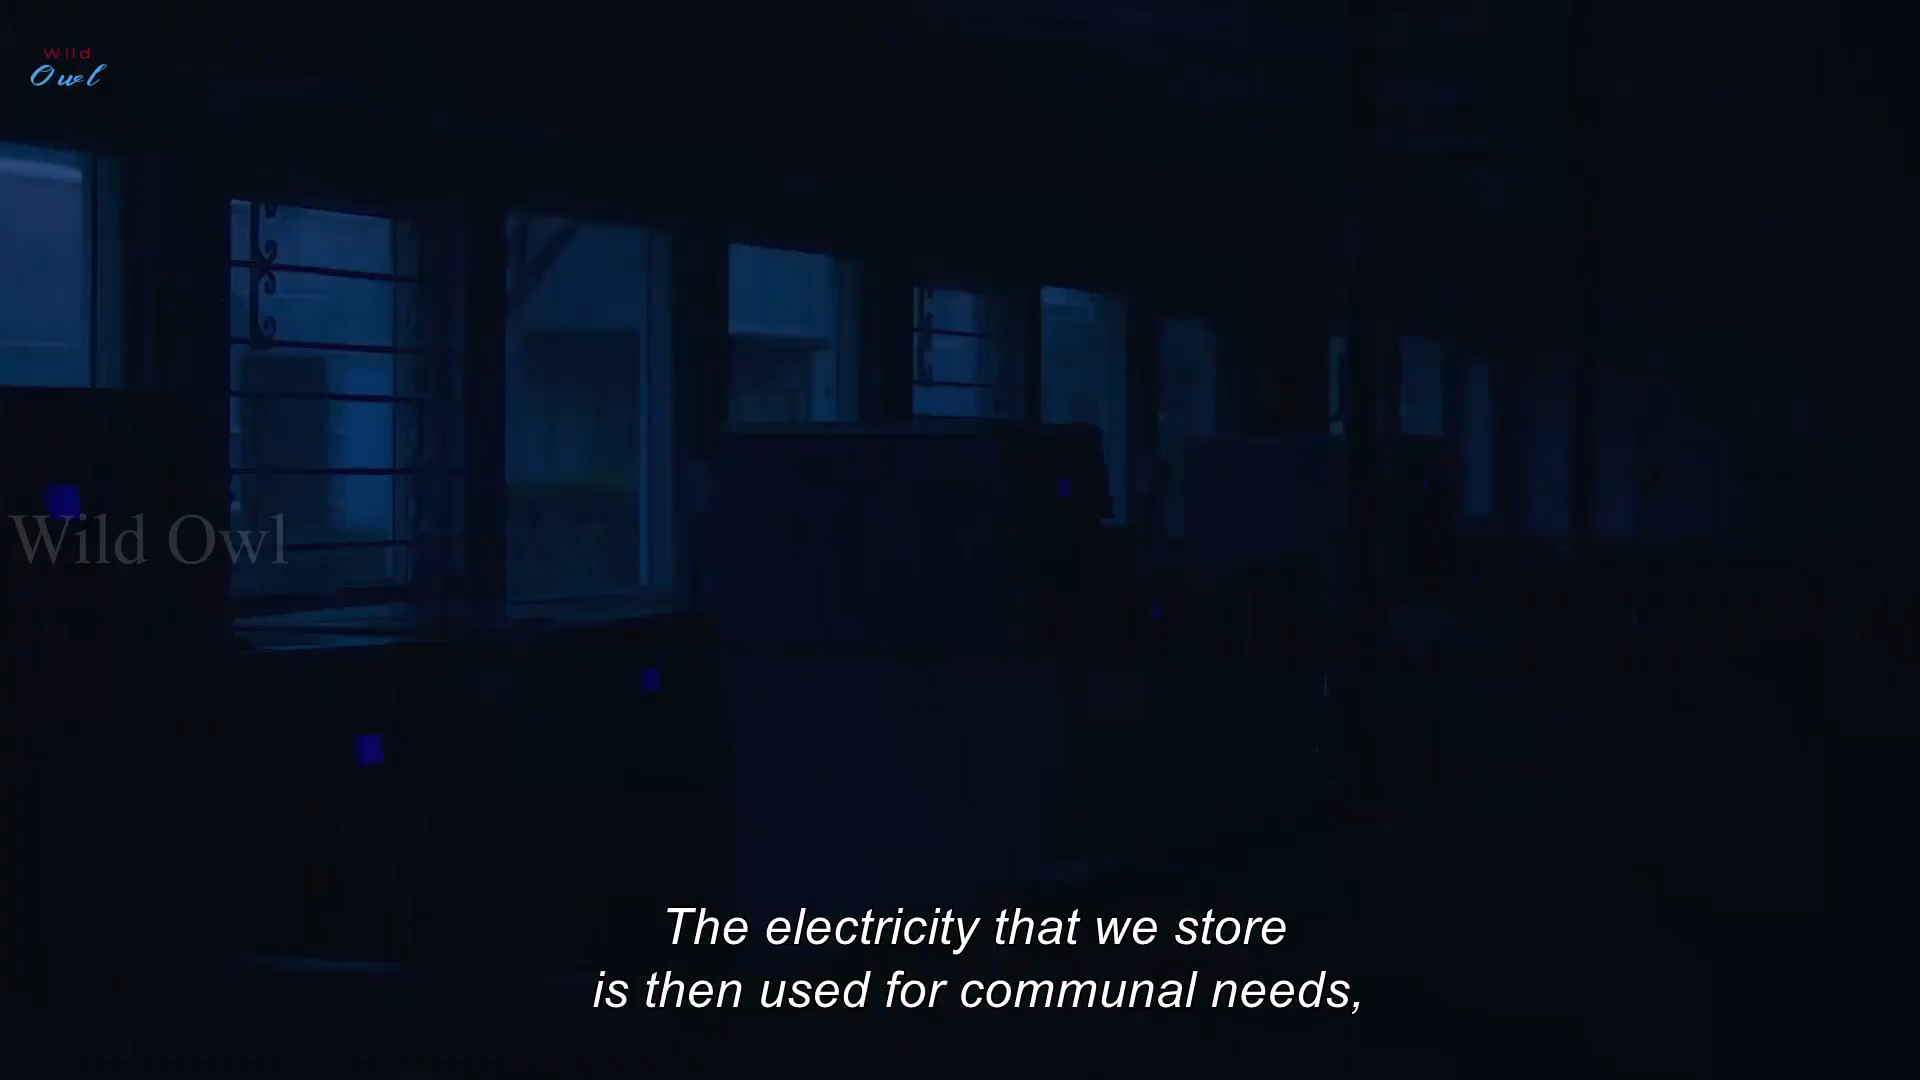 Wild
Owl
Wild Owl
The electricity that we store
is then used for communal needs,